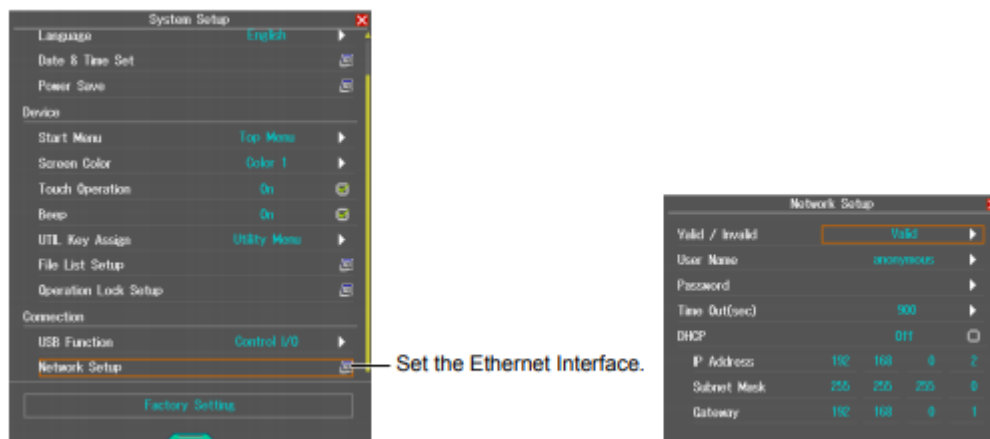 System Setup
Language English
Date & Time Set
Power Save
Device
Start Menu Top Menu
Screen Color Color 1
Touch Operation On
Beep On
UTIL Key Assign Utility Menu
File List Setup
Operation Lock Setup
Connection
USB Function Control I/O
Network Setup
Factory Setting
Set the Ethernet Interface.
Network Setup
Valid / Invalid Valid
User Name anonymous
Password
Time Out(sec) 900
DHCP Off
IP Address 192 168 0 2
Subnet Mask 255 255 255 0
Gateway 192 168 0 1